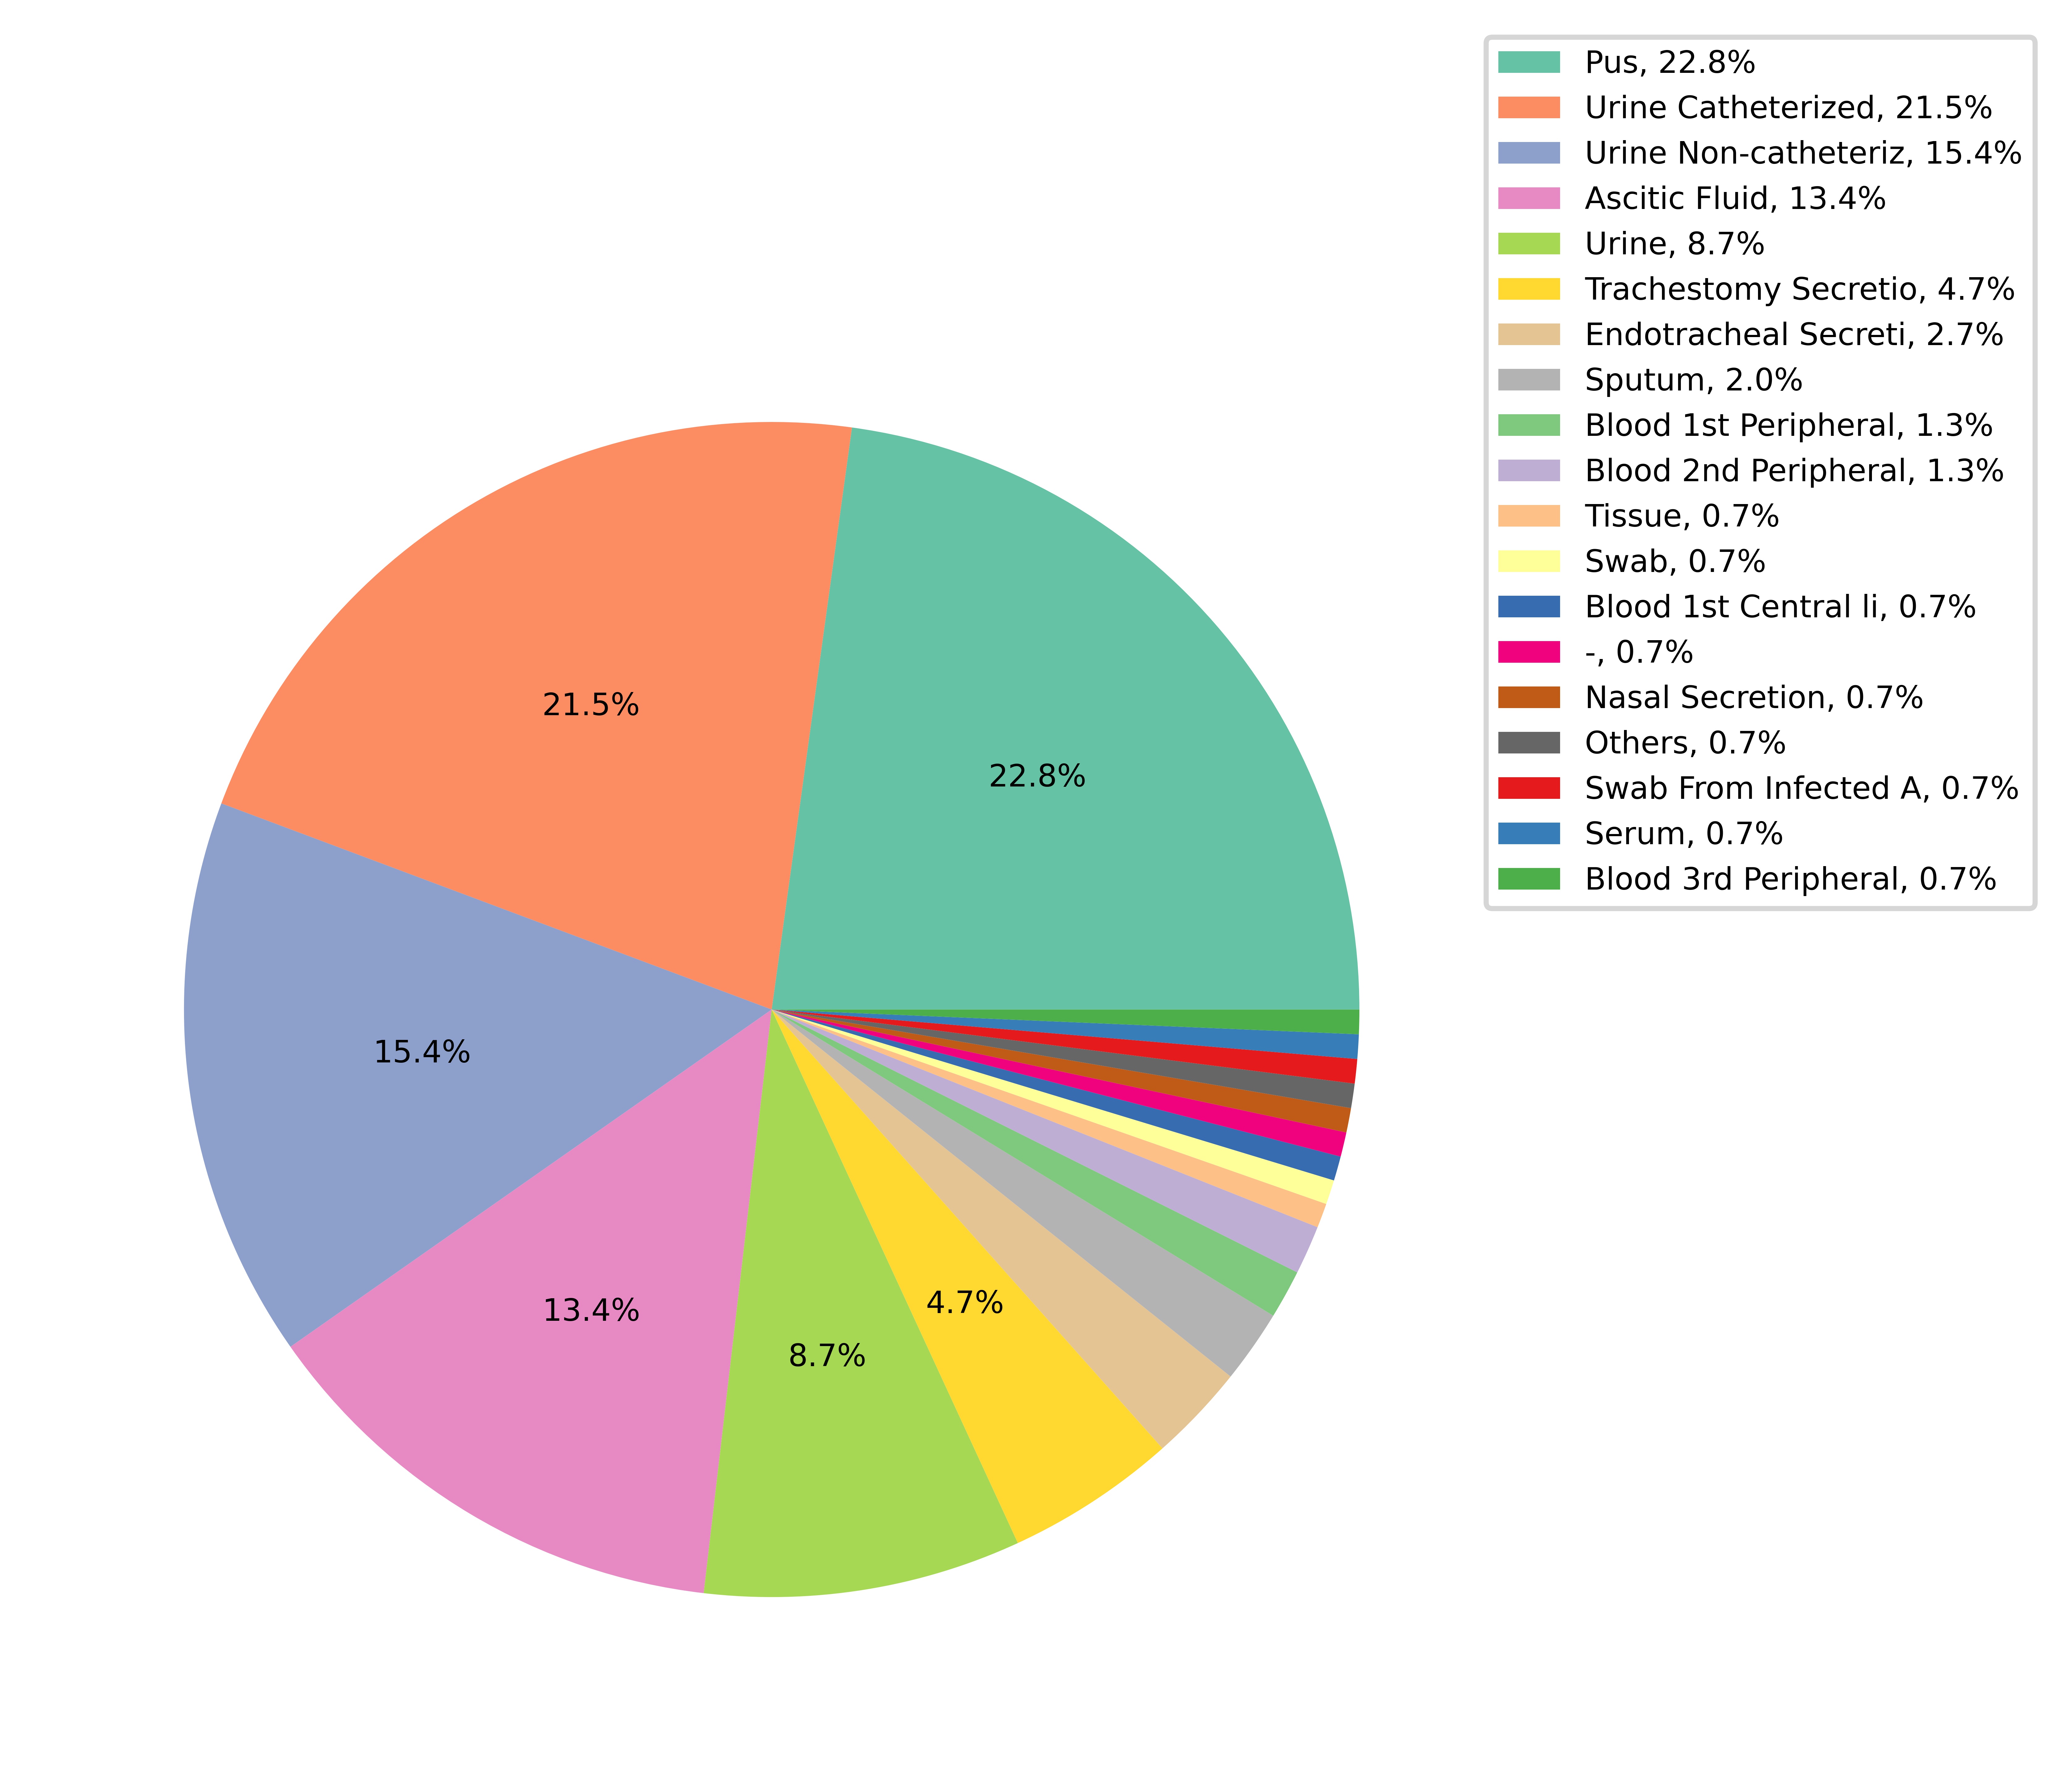 Pus, 22.8%
Urine Catheterized, 21.5%
Urine Non-catheteriz, 15.4%
Ascitic Fluid, 13.4%
Urine, 8.7%
Trachestomy Secretio, 4.7%
Endotracheal Secreti, 2.7%
Sputum, 2.0%
Blood 1st Peripheral, 1.3%
Blood 2nd Peripheral, 1.3%
Tissue, 0.7%
Swab, 0.7%
Blood 1st Central li, 0.7%
-, 0.7%
Nasal Secretion, 0.7%
Others, 0.7%
Swab From Infected A, 0.7%
Serum, 0.7%
Blood 3rd Peripheral, 0.7%
21.5%
22.8%
15.4%
13.4%
4.7%
8.7%